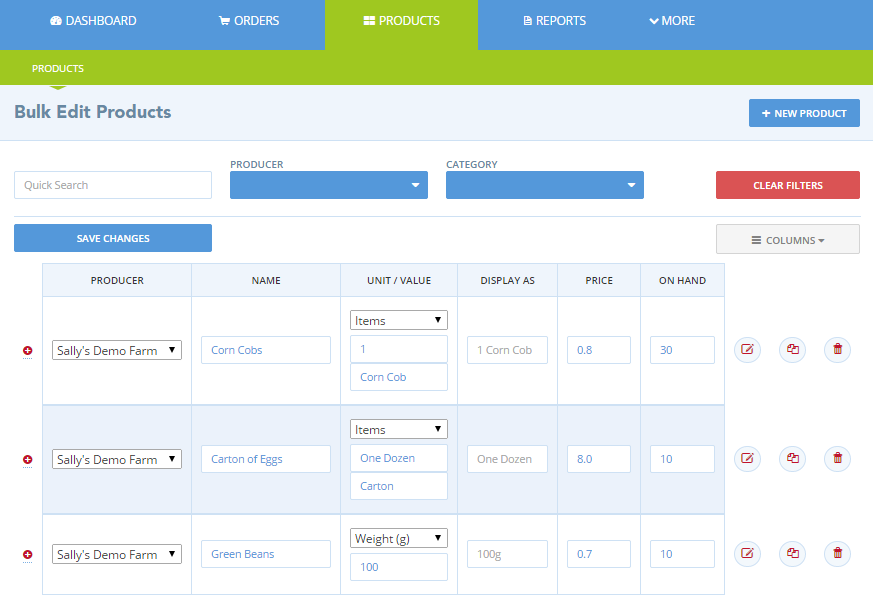 DASHBOARD ORDERS PRODUCTS REPORTS MORE
PRODUCTS
Bulk Edit Products
+ NEW PRODUCT
PRODUCER CATEGORY
Quick Search
CLEAR FILTERS
SAVE CHANGES
COLUMNS
PRODUCER NAME UNIT / VALUE DISPLAY AS PRICE ON HAND
Items
Sally's Demo Farm Corn Cobs 1 1 Corn Cob 0.8 30
Corn Cob
Items
Sally's Demo Farm Carton of Eggs One Dozen One Dozen 8.0 10
Carton
Weight (g)
Sally's Demo Farm Green Beans 100g 0.7 10
100